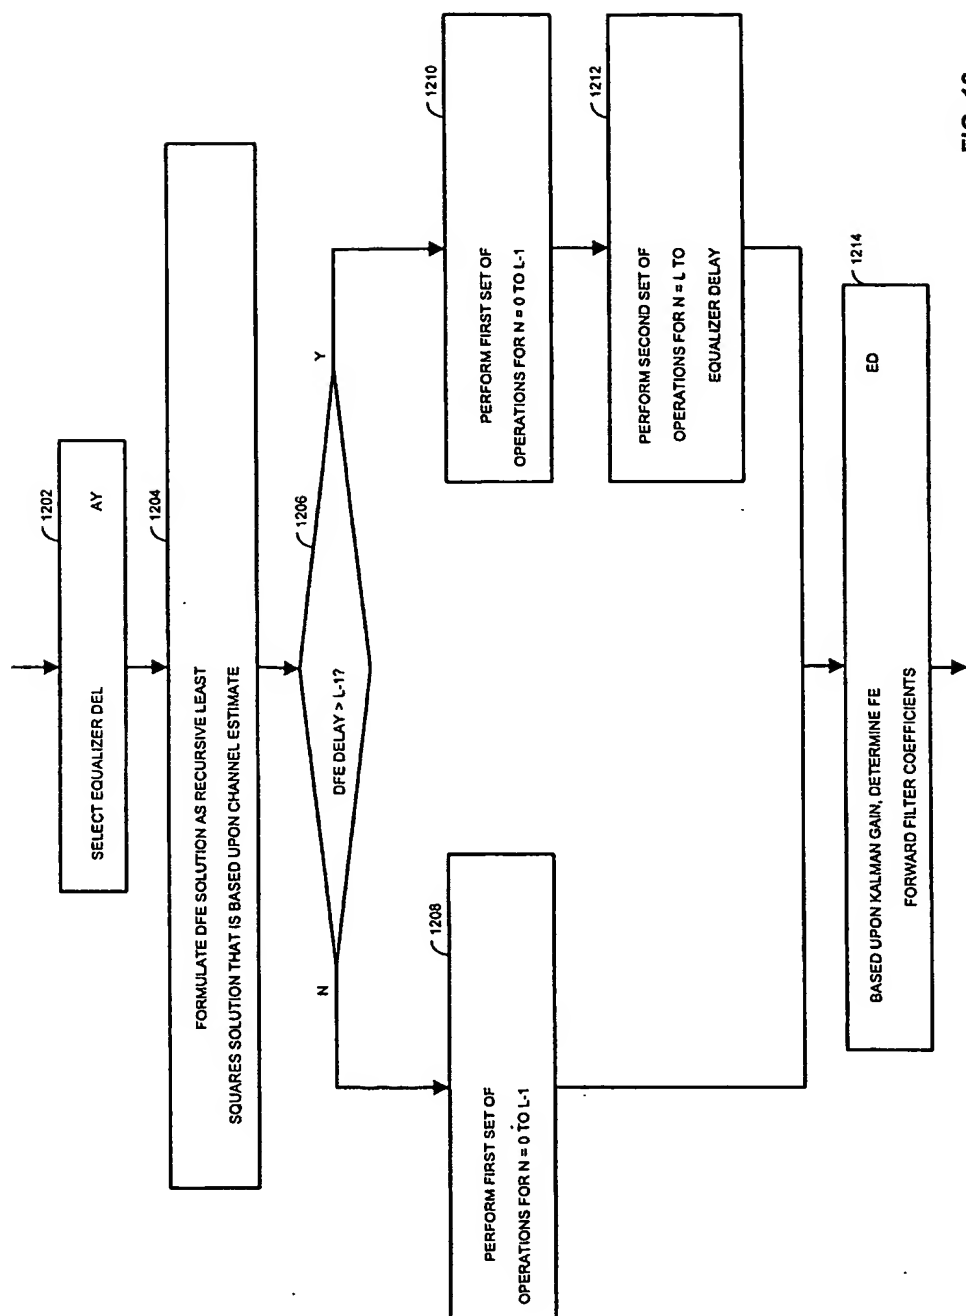 1202
SELECT EQUALIZER DEL AY
1204
FORMULATE DFE SOLUTION AS RECURSIVE LEAST
SQUARES SOLUTION THAT IS BASED UPON CHANNEL ESTIMATE
1206
DFE DELAY > L-1?
N
Y
1208
PERFORM FIRST SET OF
OPERATIONS FOR N = 0 TO L-1
1210
PERFORM FIRST SET OF
OPERATIONS FOR N = 0 TO L-1
1212
PERFORM SECOND SET OF
OPERATIONS FOR N = L TO
EQUALIZER DELAY
1214
BASED UPON KALMAN GAIN, DETERMINE FE ED
FORWARD FILTER COEFFICIENTS